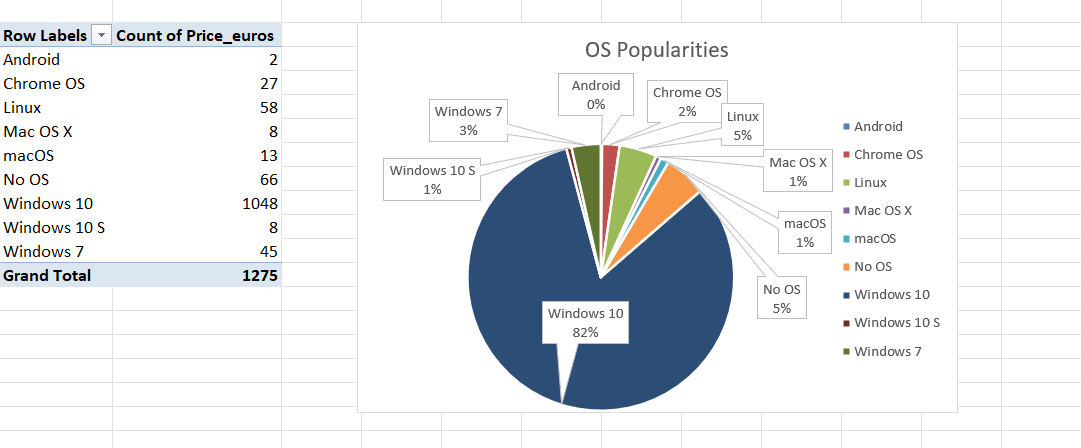 Row Labels Count of Price_euros
Android 2
Chrome OS 27
Linux 58
Mac OS X 8
macOS 13
No OS 66
Windows 10 1048
Windows 10 S 8
Windows 7 45
Grand Total 1275
OS Popularities
Android
0%
Chrome OS
2%
Linux
5%
Mac OS X
1%
macOS
1%
No OS
5%
Windows 10
82%
Windows 10 S
1%
Windows 7
3%
Android
Chrome OS
Linux
Mac OS X
macOS
No OS
Windows 10
Windows 10 S
Windows 7